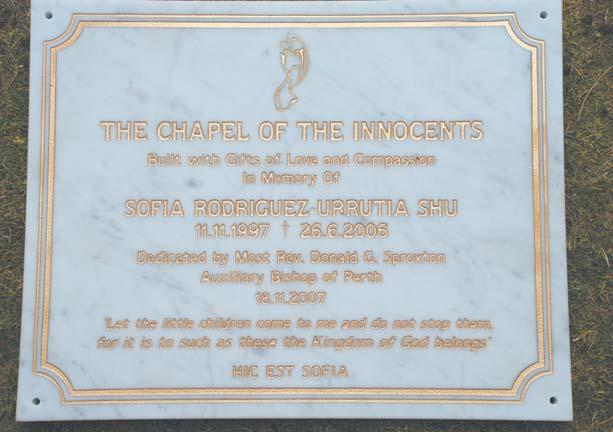 THE CHAPEL OF THE INNOCENTS
Built with Gifts of Love and Compassion
In Memory Of
SOFIA RODRIGUEZ-URRUTIA SHU
11.11.1997 † 26.6.2006
Dedicated by Most Rev. Donald G. Sproxton
Auxiliary Bishop of Perth
18.11.2007
'Let the little children come to me and do not stop them,
for it is to such as these the Kingdom of God belongs'
HIC EST SOFIA